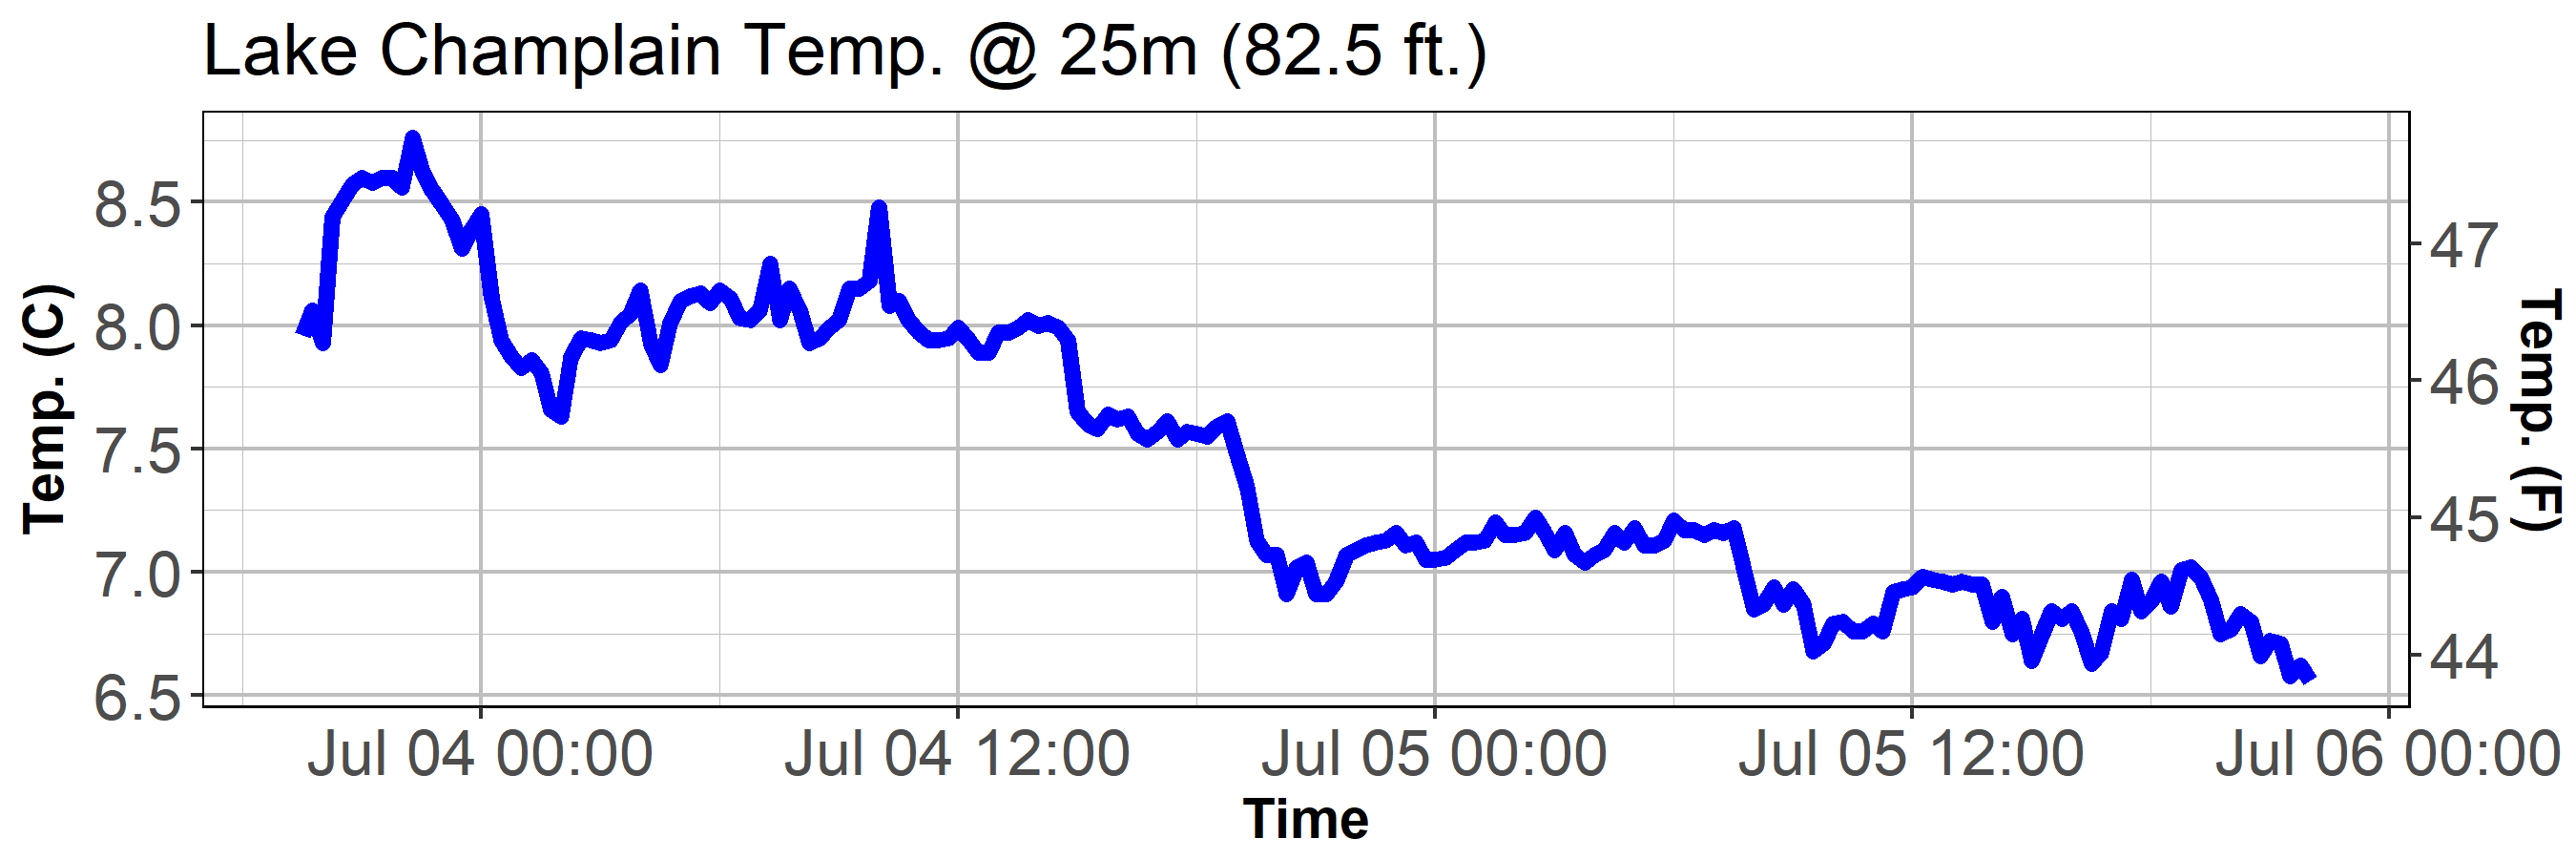 Lake Champlain Temp. @ 25m (82.5 ft.)
Temp. (C)
8.5
8.0
7.5
7.0
6.5
47
46
45
44
Temp. (F)
Jul 04 00:00
Jul 04 12:00
Jul 05 00:00
Jul 05 12:00
Jul 06 00:00
Time